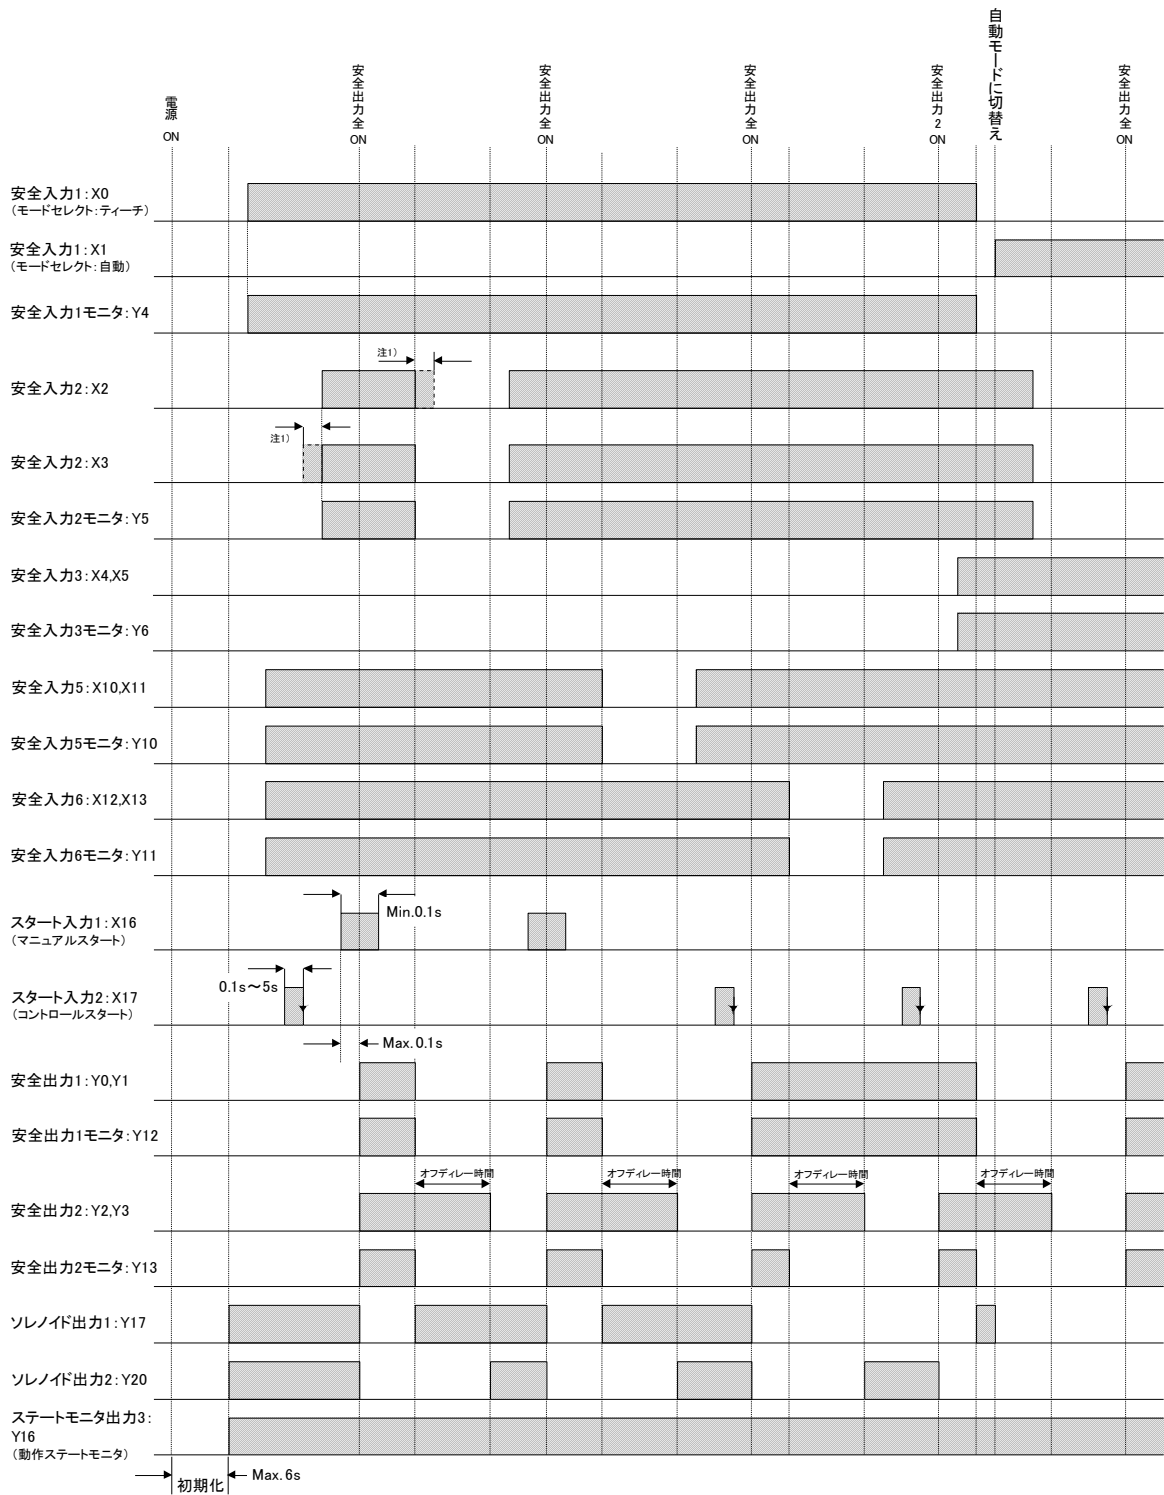 電源
ON
安全出力全
ON
安全出力全
ON
安全出力全
ON
安全出力2
ON
自動モードに切替え
安全出力全
ON
安全入力1:X0
(モードセレクト:ティーチ)
安全入力1:X1
(モードセレクト:自動)
安全入力1モニタ:Y4
注1)
安全入力2:X2
注1)
安全入力2:X3
安全入力2モニタ:Y5
安全入力3:X4,X5
安全入力3モニタ:Y6
安全入力5:X10,X11
安全入力5モニタ:Y10
安全入力6:X12,X13
安全入力6モニタ:Y11
Min.0.1s
スタート入力1:X16
(マニュアルスタート)
0.1s～5s
スタート入力2:X17
(コントロールスタート)
Max.0.1s
安全出力1:Y0,Y1
安全出力1モニタ:Y12
オフディレー時間
オフディレー時間
オフディレー時間
オフディレー時間
安全出力2:Y2,Y3
安全出力2モニタ:Y13
ソレノイド出力1:Y17
ソレノイド出力2:Y20
ステートモニタ出力3:
Y16
(動作ステートモニタ)
初期化
Max.6s